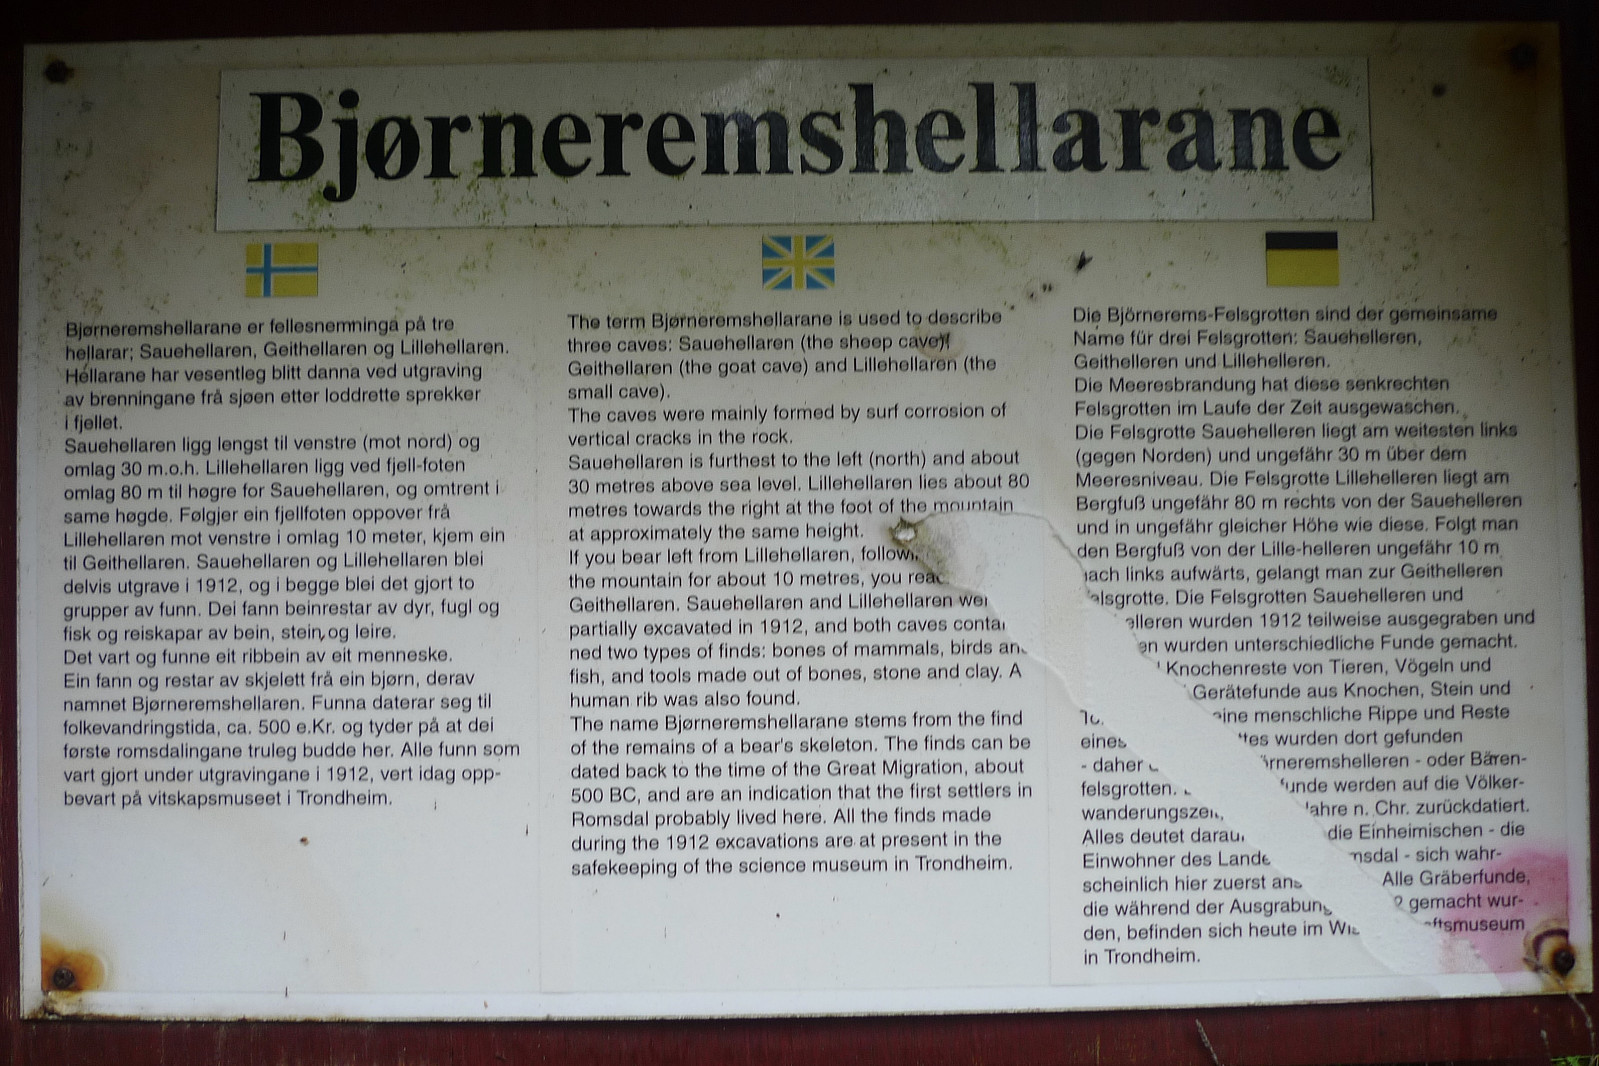 Bjørneremshellarane
Bjørneremshellarane er fellesnemninga på tre
hellarar; Sauehellaren, Geithellaren og Lillehellaren.
Hellarane har vesentleg blitt danna ved utgraving
av brenningane frå sjøen etter loddrette sprekker
i fjellet.
Sauehellaren ligg lengst til venstre (mot nord) og
omlag 30 m.o.h. Lillehellaren ligg ved fjell-foten
omlag 80 m til høgre for Sauehellaren, og omtrent i
same høgde. Følgjer ein fjellfoten oppover frå
Lillehellaren mot venstre i omlag 10 meter, kjem ein
til Geithellaren. Sauehellaren og Lillehellaren blei
delvis utgrave i 1912, og i begge blei det gjort to
grupper av funn. Dei fann beinrestar av dyr, fugl og
fisk og reiskapar av bein, stein og leire.
Det vart og funne eit ribbein av eit menneske.
Ein fann og restar av skjelett frå ein bjørn, derav
namnet Bjørneremshellaren. Funna daterar seg til
folkevandringstida, ca. 500 e.Kr. og tyder på at dei
første romsdalingane truleg budde her. Alle funn som
vart gjort under utgravingane i 1912, vert idag opp-
bevart på vitskapsmuseet i Trondheim.
The term Bjørneremshellarane is used to describe
three caves: Sauehellaren (the sheep cave),
Geithellaren (the goat cave) and Lillehellaren (the
small cave).
The caves were mainly formed by surf corrosion of
vertical cracks in the rock.
Sauehellaren is furthest to the left (north) and about
30 metres above sea level. Lillehellaren lies about 80
metres towards the right at the foot of the mountain
at approximately the same height.
If you bear left from Lillehellaren,
the mountain for about 10 metres, you
Geithellaren. Sauehellaren and Lillehellaren
partially excavated in 1912, and both caves
ned two types of finds: bones of mammals, birds
fish, and tools made out of bones, stone and clay. A
human rib was also found.
The name Bjørneremshellarane stems from the find
of the remains of a bear's skeleton. The finds can be
dated back to the time of the Great Migration, about
500 BC, and are an indication that the first settlers in
Romsdal probably lived here. All the finds made
during the 1912 excavations are at present in the
safekeeping of the science museum in Trondheim.
Die Björnerems-Felsgrotten sind der gemeinsame
Name für drei Felsgrotten: Sauehelleren,
Geithelleren und Lillehelleren.
Die Meeresbrandung hat diese senkrechten
Felsgrotten im Laufe der Zeit ausgewaschen.
Die Felsgrotte Sauehelleren liegt am weitesten links
(gegen Norden) und ungefähr 30 m über dem
Meeresniveau. Die Felsgrotte Lillehelleren liegt am
Bergfuß ungefähr 80 m rechts von der Sauehelleren
und in ungefähr gleicher Höhe wie diese. Folgt man
den Bergfuß von der Lille-helleren ungefähr 10 m
links aufwärts, gelangt man zur Geithelleren
Die Felsgrotten Sauehelleren und
wurden 1912 teilweise ausgegraben und
wurden unterschiedliche Funde gemacht.
Knochenreste von Tieren, Vögeln und
Gerätefunde aus Knochen, Stein und
menschliche Rippe und Reste
eines wurden dort gefunden
- daher - oder Bären-
felsgrotten. werden auf die Völker-
n. Chr. zurückdatiert.
Alles deutet die Einheimischen - die
Einwohner des - sich wahr-
scheinlich hier zuerst Alle Gräberfunde,
die während der gemacht wur-
den, befinden sich heute im
in Trondheim.